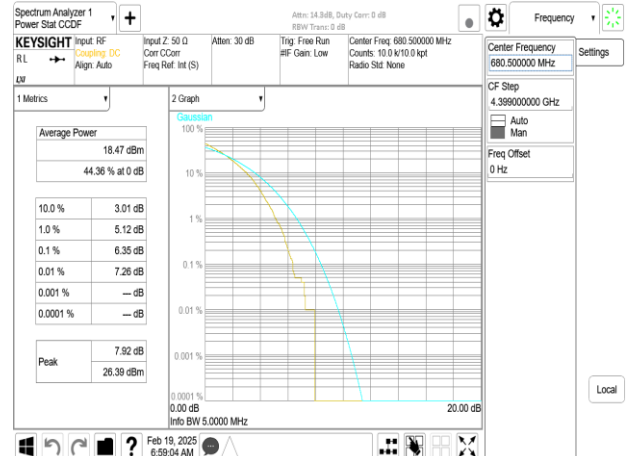 Spectrum Analyzer 1
Power Stat CCDF
Attn: 14.8dB, Duty Corr: 0 dB
RBW Trans: 0 dB
Frequency
KEYSIGHT
RL
LXI
Input: RF
Coupling: DC
Align: Auto
Input Z: 50 Ω
Corr CCorr
Freq Ref: Int (S)
Atten: 30 dB
Trig: Free Run
#IF Gain: Low
Center Freq: 680.500000 MHz
Counts: 10.0 k/10.0 kpt
Radio Std: None
Center Frequency
680.500000 MHz
Settings
CF Step
4.399000000 GHz
Auto
Man
Freq Offset
0 Hz
1 Metrics
Average Power
18.47 dBm
44.36 % at 0 dB
10.0 % 3.01 dB
1.0 % 5.12 dB
0.1 % 6.35 dB
0.01 % 7.26 dB
0.001 % --- dB
0.0001 % --- dB
Peak 7.92 dB
26.39 dBm
2 Graph
Gaussian
100 %
10 %
1 %
0.1 %
0.01 %
0.001 %
0.0001 %
0.00 dB 20.00 dB
Info BW 5.0000 MHz
Local
?
Feb 19, 2025
6:59:04 AM